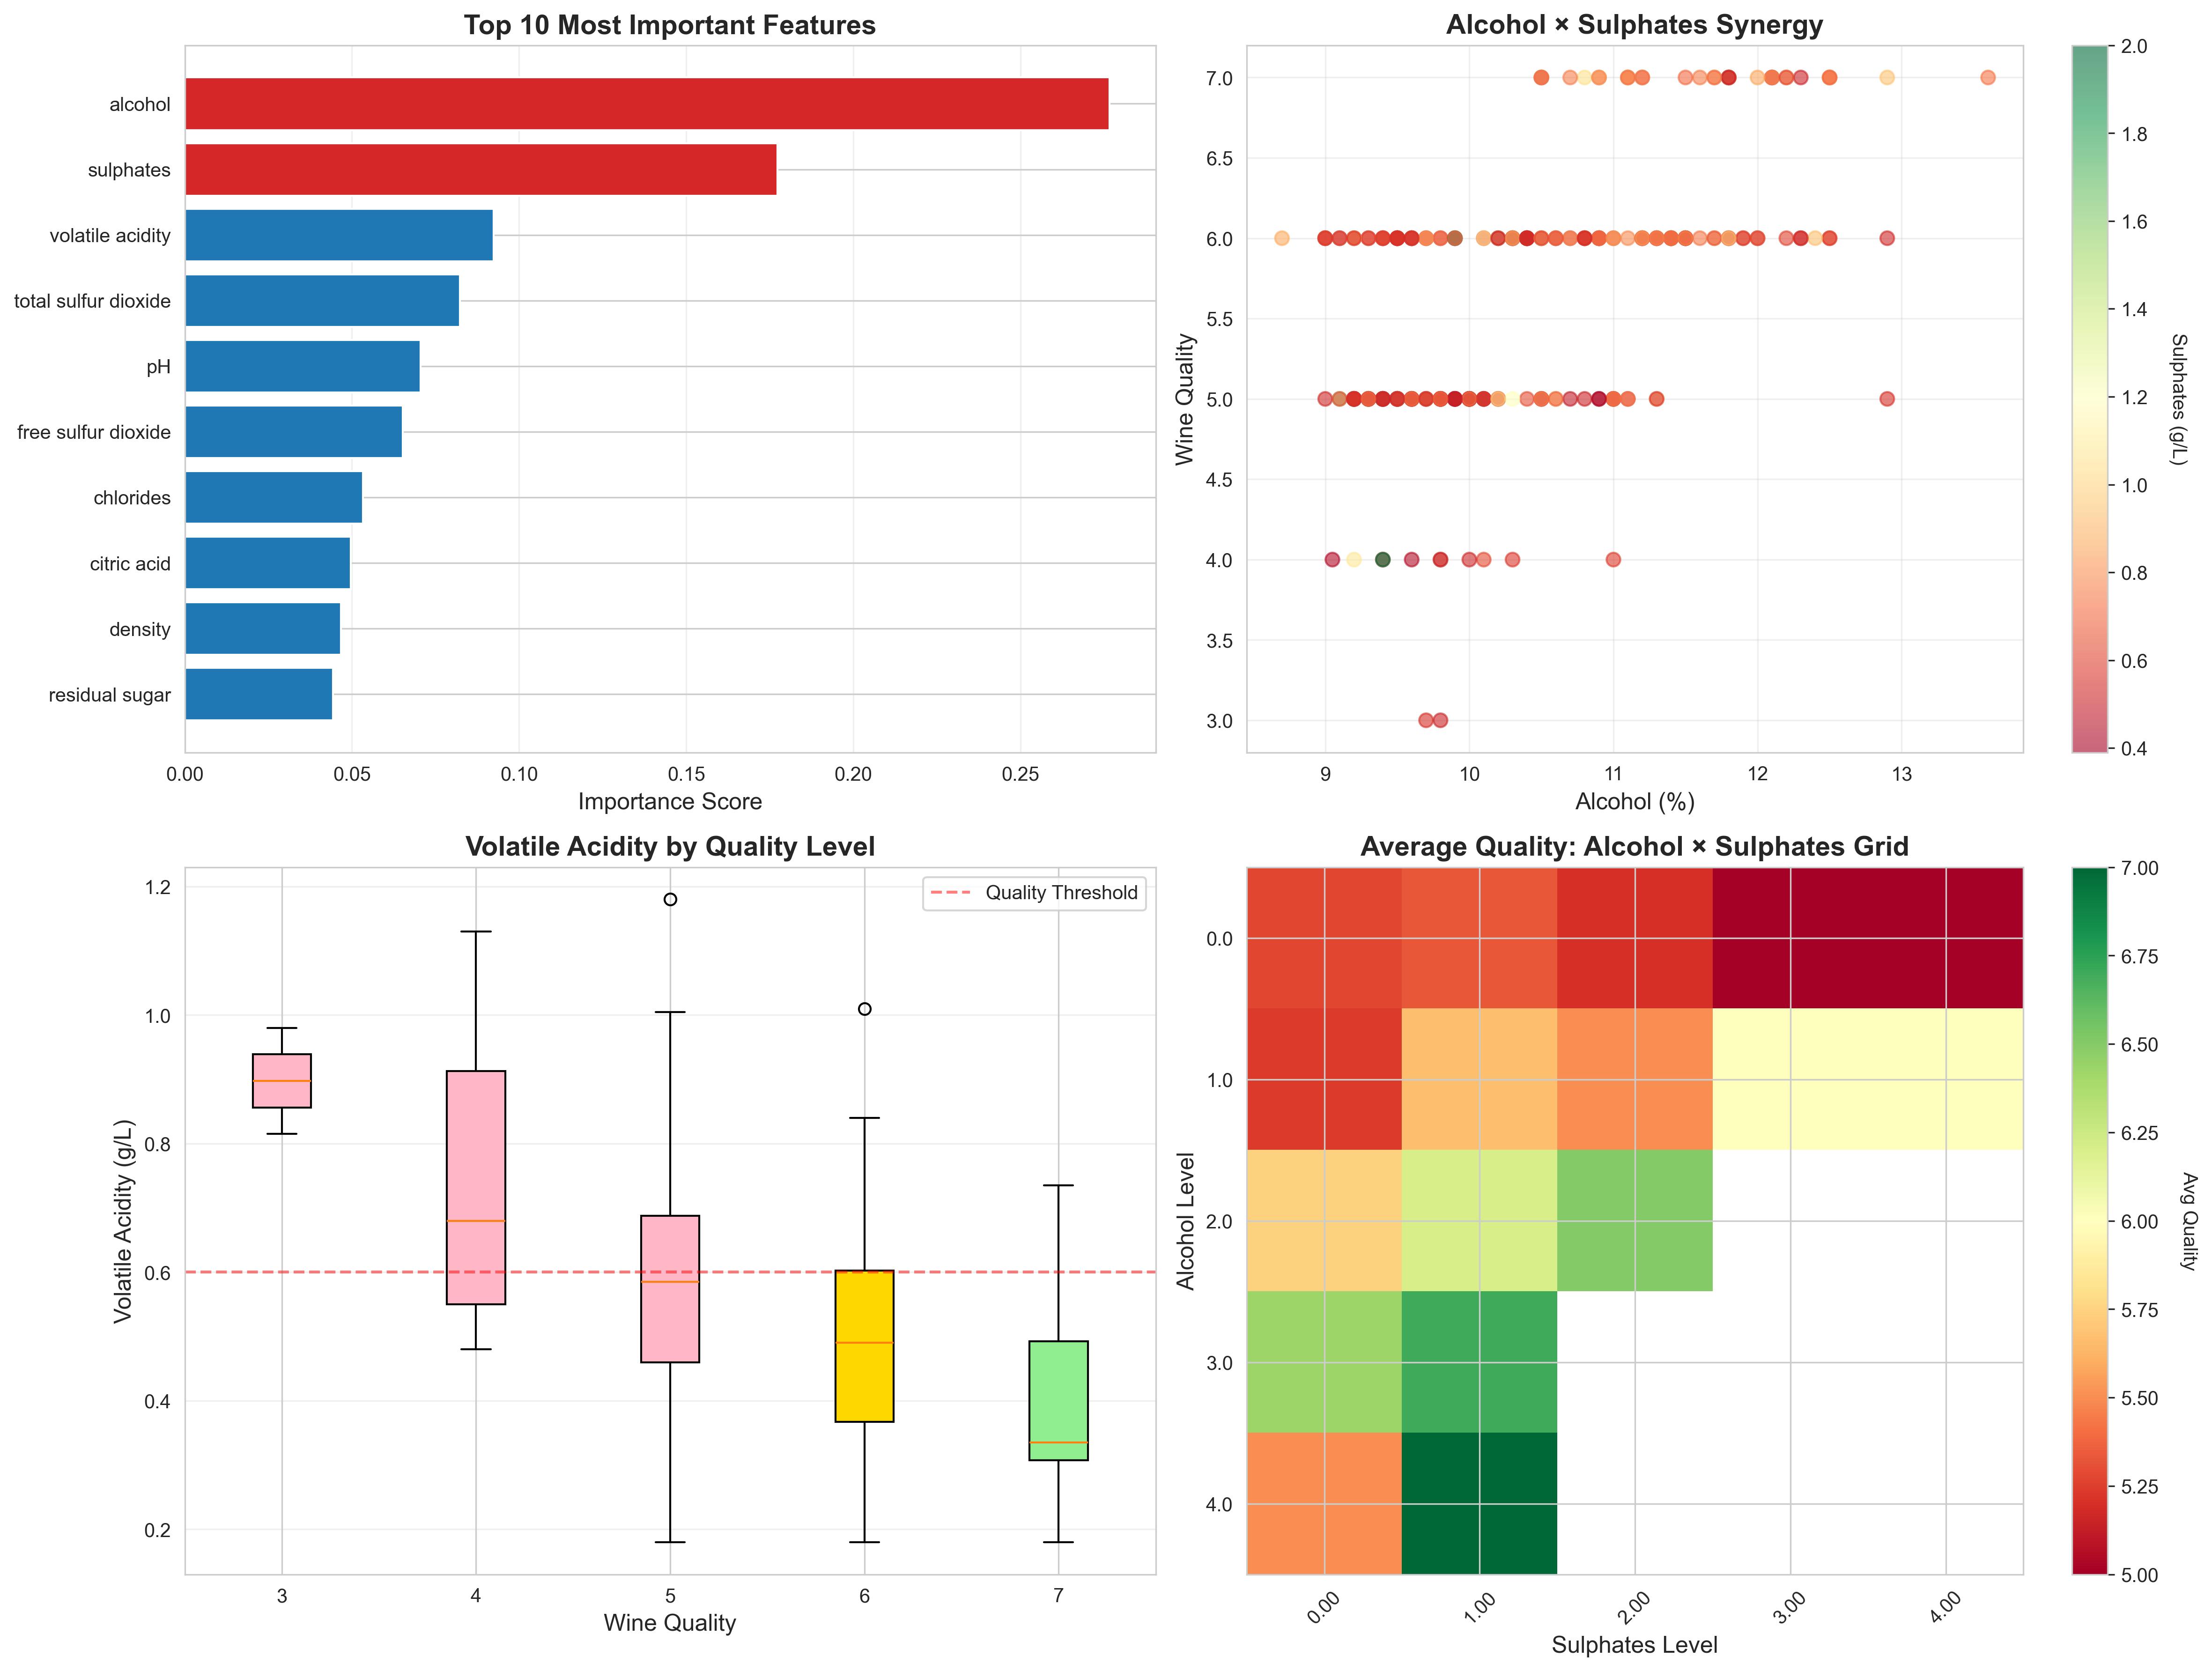 Top 10 Most Important Features
alcohol
sulphates
volatile acidity
total sulfur dioxide
pH
free sulfur dioxide
chlorides
citric acid
density
residual sugar
0.00 0.05 0.10 0.15 0.20 0.25
Importance Score
Alcohol × Sulphates Synergy
Wine Quality
7.0
6.5
6.0
5.5
5.0
4.5
4.0
3.5
3.0
9 10 11 12 13
Alcohol (%)
2.0
1.8
1.6
1.4
1.2
1.0
0.8
0.6
0.4
Sulphates (g/L)
Volatile Acidity by Quality Level
Quality Threshold
Volatile Acidity (g/L)
1.2
1.0
0.8
0.6
0.4
0.2
3 4 5 6 7
Wine Quality
Average Quality: Alcohol × Sulphates Grid
Alcohol Level
0.0
1.0
2.0
3.0
4.0
0.00 1.00 2.00 3.00 4.00
Sulphates Level
7.00
6.75
6.50
6.25
6.00
5.75
5.50
5.25
5.00
Avg Quality